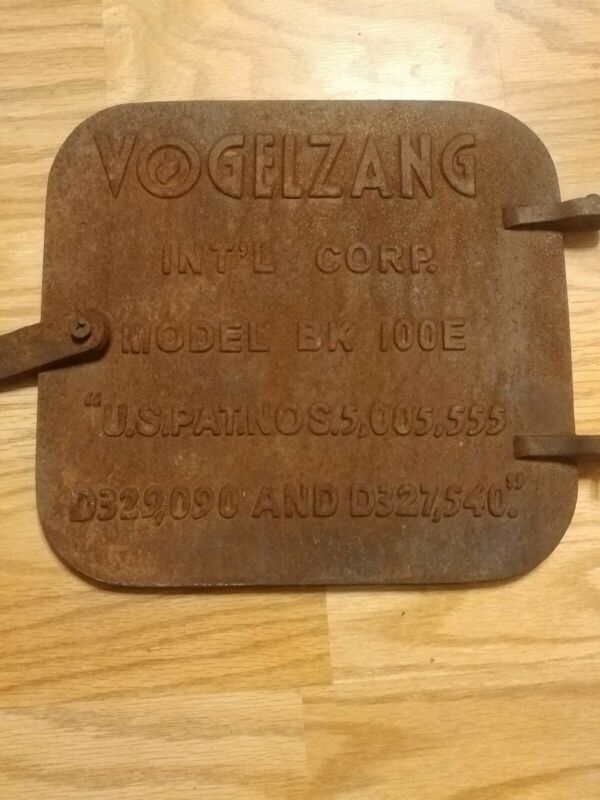 VOGELZANG
INT'L CORP.
MODEL BK 100E
"U.S.PAT.NOS.5,005,555
D329,090 AND D327,540."